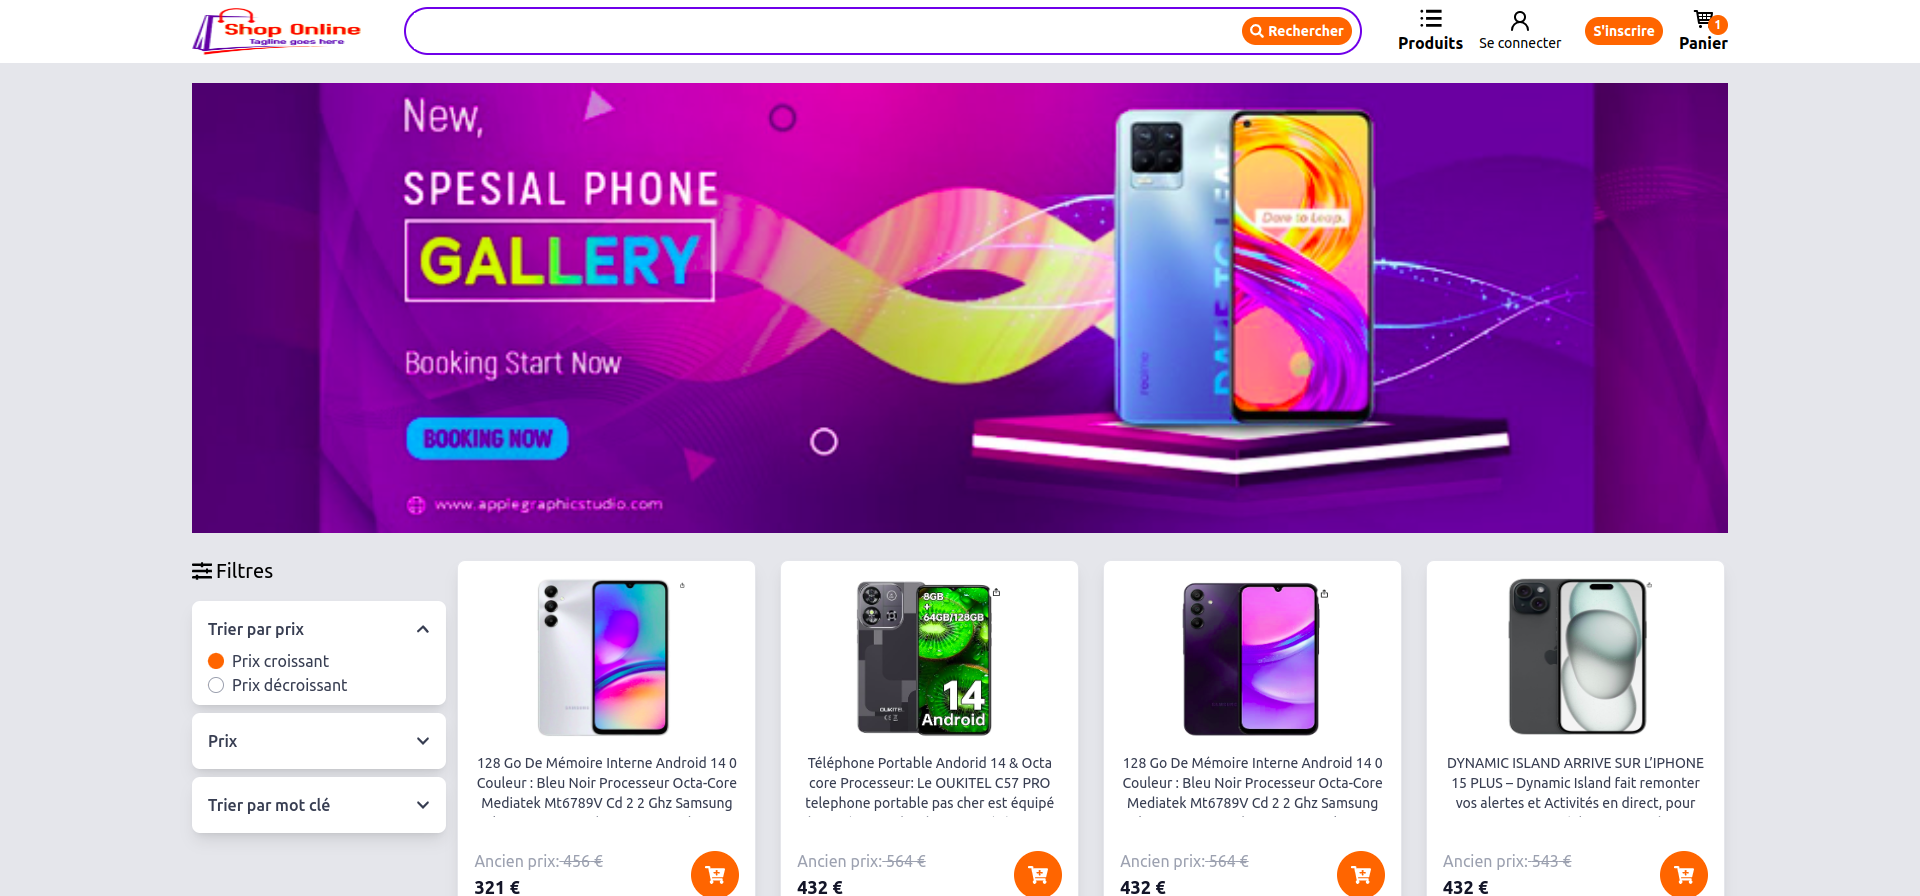 Shop Online
Tagline goes here
Rechercher
Produits
Se connecter
S'inscrire
1
Panier
New,
SPESIAL PHONE
GALLERY
Booking Start Now
BOOKING NOW
www.applegraphicstudio.com
DARE TO LEAP
Dare to Leap.
realme
Filtres
Trier par prix
Prix croissant
Prix décroissant
Prix
Trier par mot clé
128 Go De Mémoire Interne Android 14 0
Couleur : Bleu Noir Processeur Octa-Core
Mediatek Mt6789V Cd 2 2 Ghz Samsung
Ancien prix: 456 €
321 €
8GB
+
64GB/128GB
OUKITEL
14
Android
Téléphone Portable Andorid 14 & Octa
core Processeur: Le OUKITEL C57 PRO
telephone portable pas cher est équipé
Ancien prix: 564 €
432 €
128 Go De Mémoire Interne Android 14 0
Couleur : Bleu Noir Processeur Octa-Core
Mediatek Mt6789V Cd 2 2 Ghz Samsung
Ancien prix: 564 €
432 €
DYNAMIC ISLAND ARRIVE SUR L’IPHONE
15 PLUS – Dynamic Island fait remonter
vos alertes et Activités en direct, pour
Ancien prix: 543 €
432 €